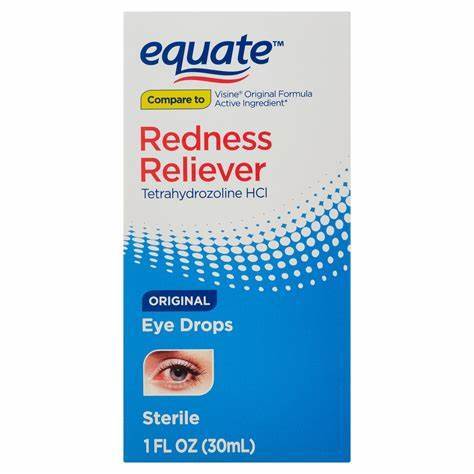 equate™
Compare to
Visine® Original Formula
Active Ingredient*
Redness
Reliever
Tetrahydrozoline HCl
ORIGINAL
Eye Drops
Sterile
1 FL OZ (30mL)